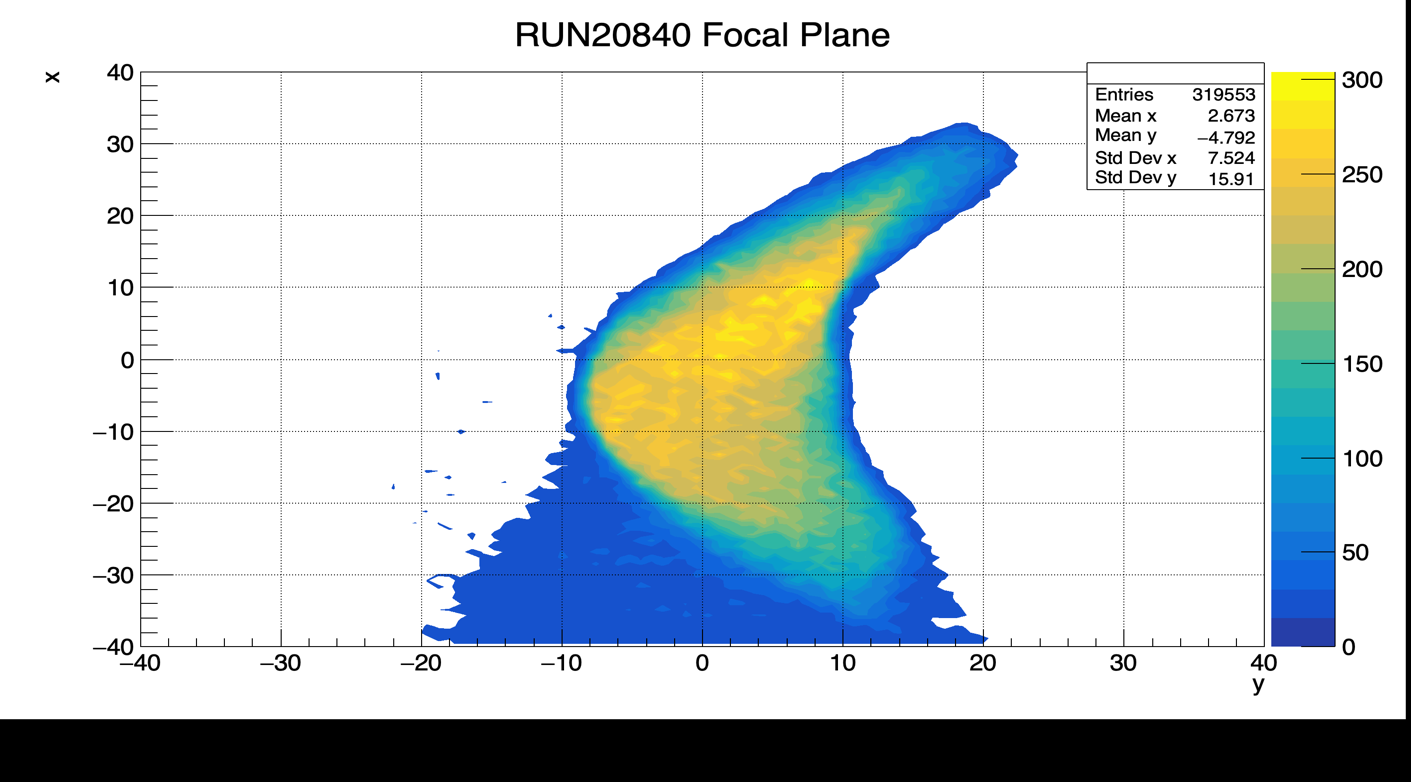 RUN20840 Focal Plane
x
40
30
20
10
0
−10
−20
−30
−40
−40 −30 −20 −10 0 10 20 30 40
y
Entries 319553
Mean x 2.673
Mean y −4.792
Std Dev x 7.524
Std Dev y 15.91
300
250
200
150
100
50
0